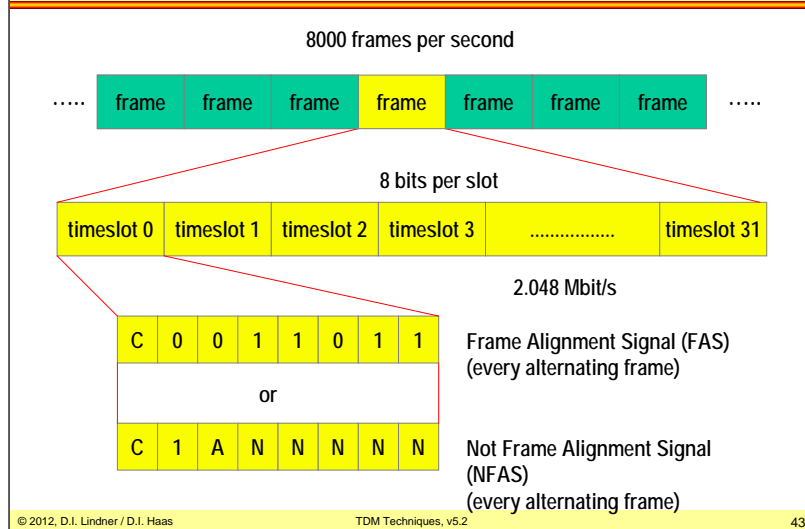 8000 frames per second
..... frame frame frame frame frame frame frame .....
8 bits per slot
timeslot 0 timeslot 1 timeslot 2 timeslot 3 ................. timeslot 31
2.048 Mbit/s
C 0 0 1 1 0 1 1 Frame Alignment Signal (FAS)
(every alternating frame)
or
C 1 A N N N N N Not Frame Alignment Signal
(NFAS)
(every alternating frame)
© 2012, D.I. Lindner / D.I. Haas TDM Techniques, v5.2 43